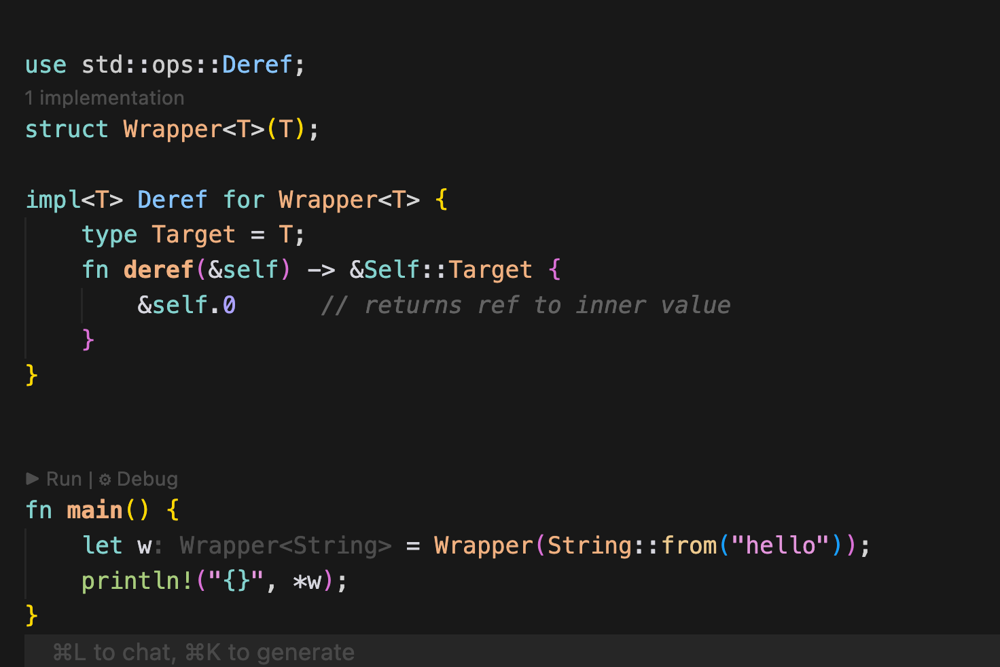 use std::ops::Deref;
1 implementation
struct Wrapper<T>(T);
impl<T> Deref for Wrapper<T> {
    type Target = T;
    fn deref(&self) -> &Self::Target {
        &self.0      // returns ref to inner value
    }
}
▶ Run | ⚙ Debug
fn main() {
    let w: Wrapper<String> = Wrapper(String::from("hello"));
    println!("{}", *w);
}
⌘L to chat, ⌘K to generate